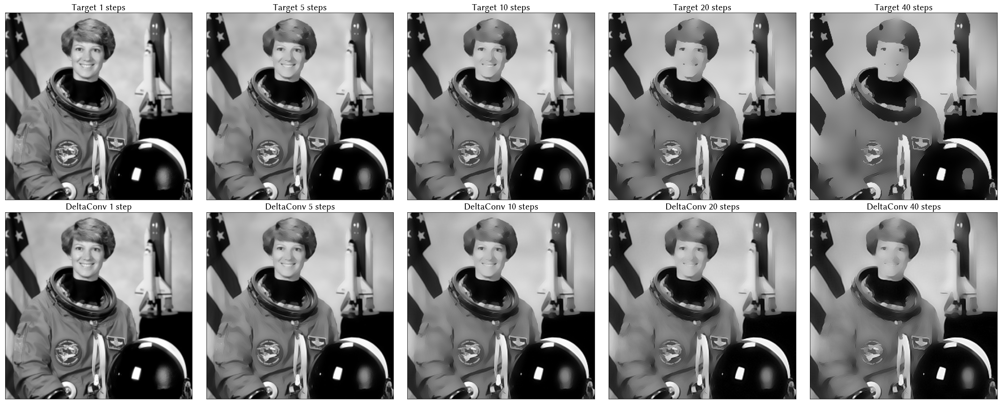 Target 1 steps
Target 5 steps
Target 10 steps
Target 20 steps
Target 40 steps
DeltaConv 1 step
DeltaConv 5 steps
DeltaConv 10 steps
DeltaConv 20 steps
DeltaConv 40 steps